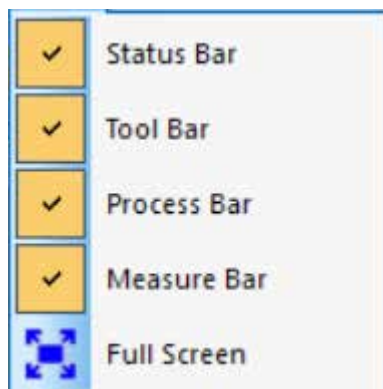 Status Bar
Tool Bar
Process Bar
Measure Bar
Full Screen